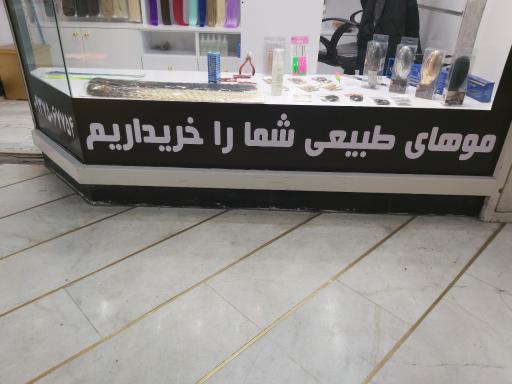 موهای طبیعی شما را خریداریم